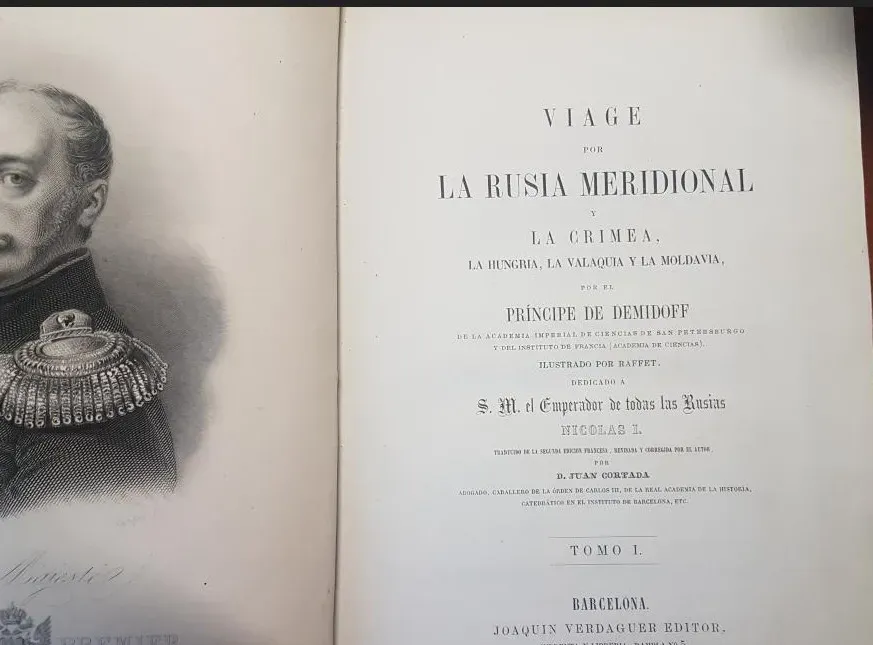 Majesté
PREMIER
VIAGE
POR
LA RUSIA MERIDIONAL
Y
LA CRIMEA,
LA HUNGRIA, LA VALAQUIA Y LA MOLDAVIA,
POR EL
PRÍNCIPE DE DEMIDOFF
DE LA ACADEMIA IMPERIAL DE CIENCIAS DE SAN PETERSBURGO
Y DEL INSTITUTO DE FRANCIA (ACADEMIA DE CIENCIAS).
ILUSTRADO POR RAFFET.
DEDICADO A
S. M. el Emperador de todas las Rusias
NICOLAS I.
TRADUCIDO DE LA SEGUNDA EDICION FRANCESA, REVISADA Y CORREGIDA POR EL AUTOR,
POR
D. JUAN CORTADA
ABOGADO, CABALLERO DE LA ÓRDEN DE CARLOS III, DE LA REAL ACADEMIA DE LA HISTORIA,
CATEDRÁTICO EN EL INSTITUTO DE BARCELONA, ETC.
TOMO I.
BARCELONA.
JOAQUIN VERDAGUER EDITOR,